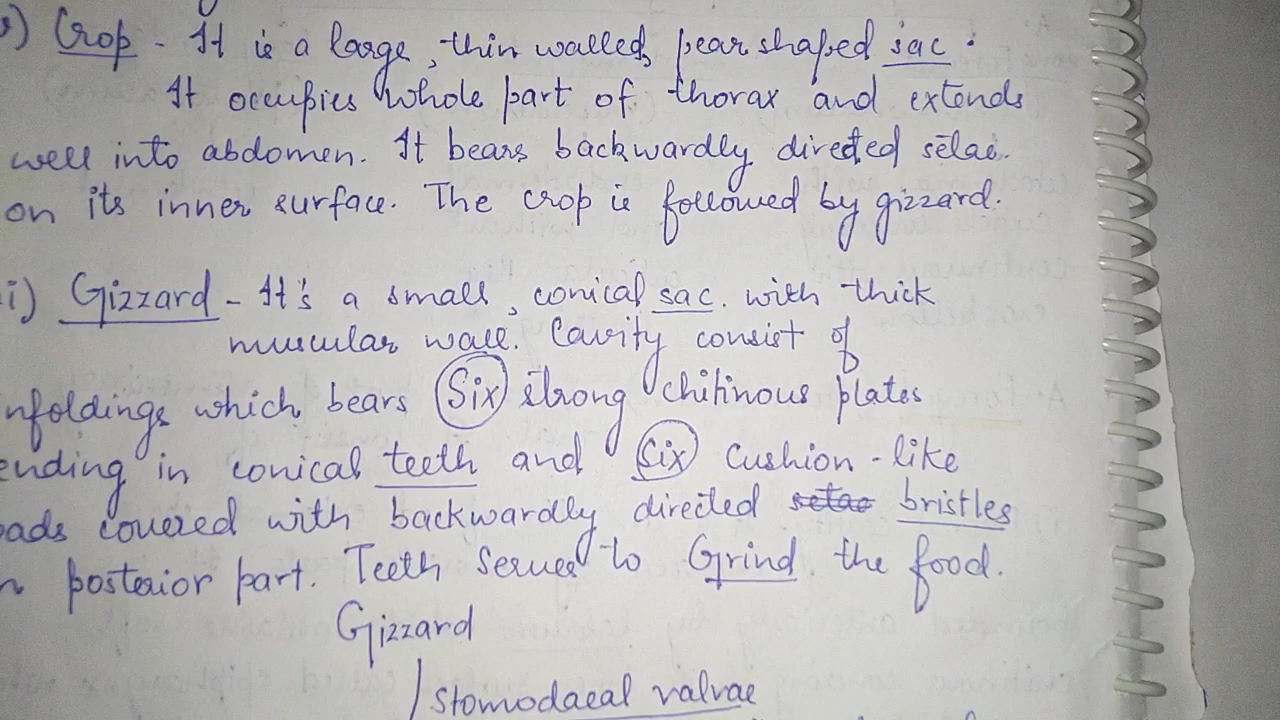 ) Crop - It is a large, thin walled, pear shaped sac.
It occupies whole part of thorax and extends
well into abdomen. It bears backwardly directed setae.
on its inner surface. The crop is followed by gizzard.
i) Gizzard - It's a small, conical sac. with thick
muscular wall. Cavity consist of
nfoldings which bears Six strong chitinous plates
ending in conical teeth and Six cushion-like
pads covered with backwardly directed setae bristles
n posterior part. Teeth serves to Grind the food.
Gizzard
stomodaeal valvae